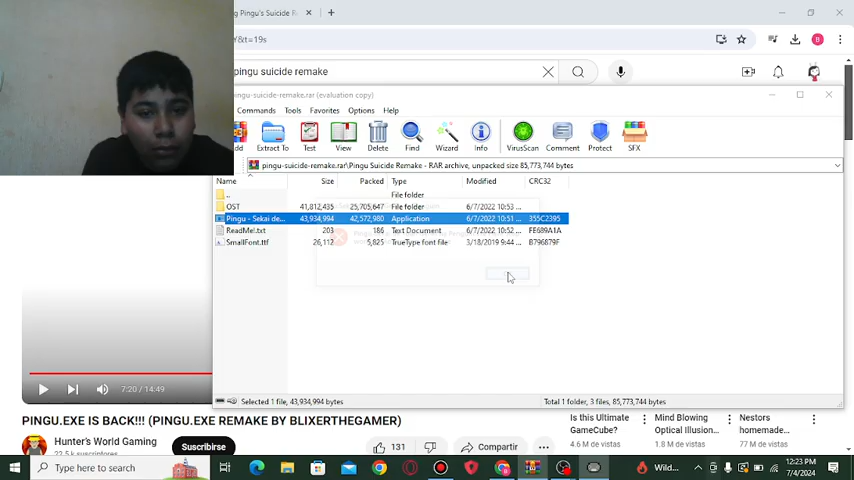 g Pingu's Suicide R
Y&t=19s
pingu suicide remake
pingu-suicide-remake.rar (evaluation copy)
Commands Tools Favorites Options Help
dd Extract To Test View Delete Find Wizard Info VirusScan Comment Protect SFX
pingu-suicide-remake.rar\Pingu Suicide Remake - RAR archive, unpacked size 85,773,744 bytes
Name Size Packed Type Modified CRC32
.. File folder
OST 41,812,435 25,705,647 File folder 6/7/2022 10:53 ...
Pingu - Sekai de... 43,934,994 42,572,980 Application 6/7/2022 10:51 ... 355C2395
ReadMe!.txt 203 186 Text Document 6/7/2022 10:52 ... FE689A1A
SmallFont.ttf 26,112 5,825 TrueType font file 3/18/2019 9:44 ... B796879F
Selected 1 file, 43,934,994 bytes Total 1 folder, 3 files, 85,773,744 bytes
7:20 / 14:49
PINGU.EXE IS BACK!!! (PINGU.EXE REMAKE BY BLIXERTHEGAMER)
Hunter's World Gaming
22.5 k suscriptores
Suscribirse
131
Compartir
Is this Ultimate
GameCube?
4.6 M de vistas
Mind Blowing
Optical Illusion...
1.8 M de vistas
Nestors
homemade...
77 M de vistas
Type here to search
Wild...
12:23 PM
7/4/2024